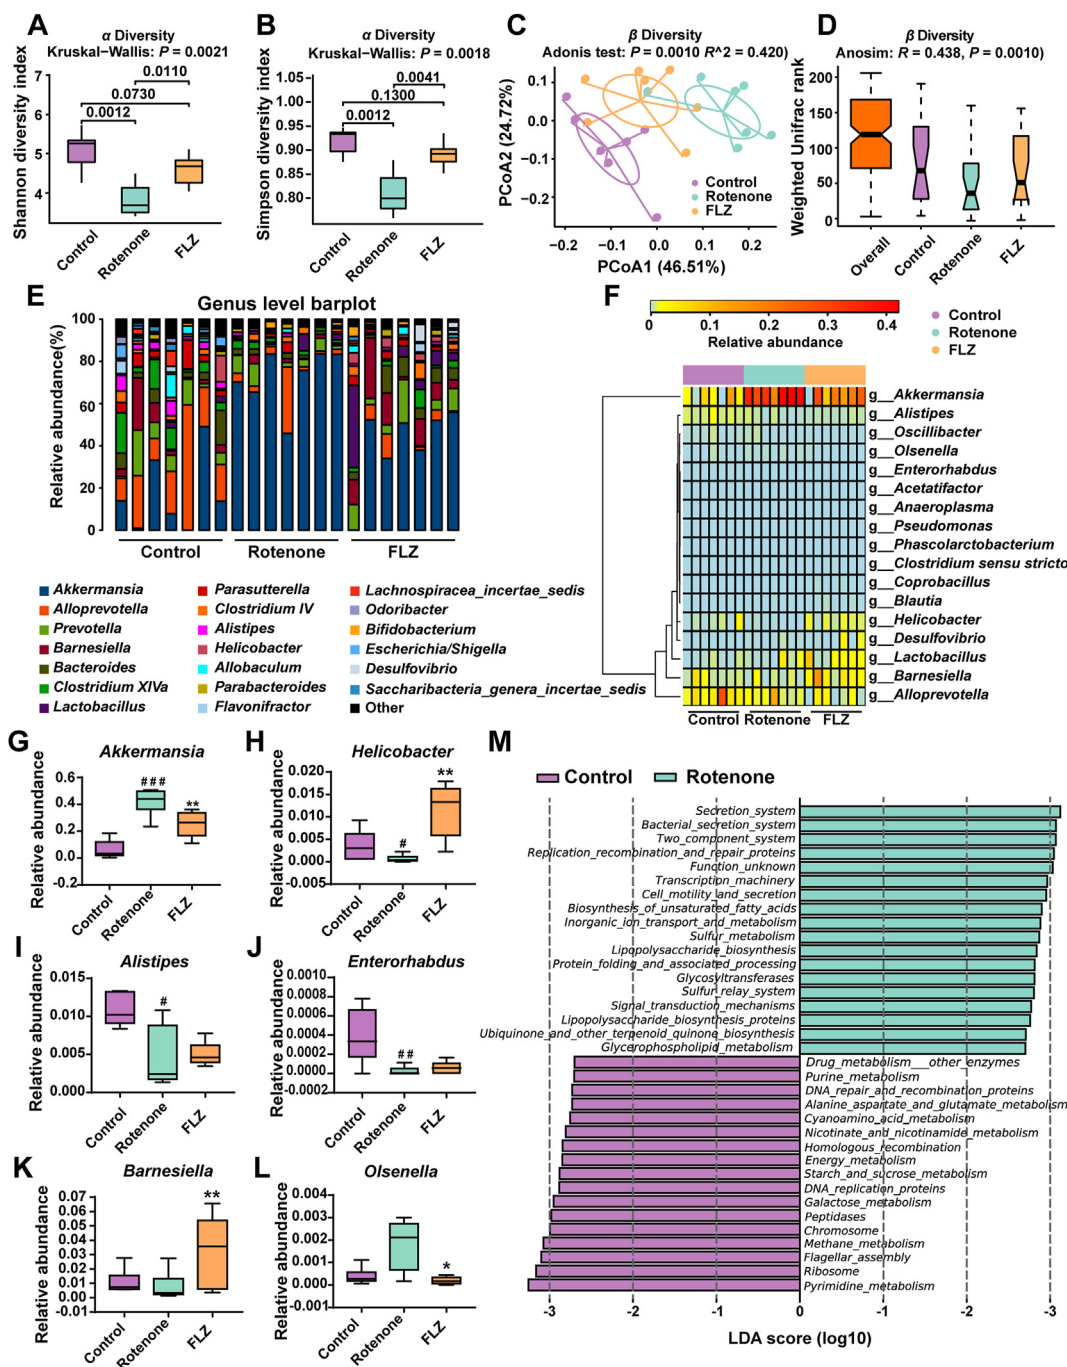 A
α Diversity
Kruskal−Wallis: P = 0.0021
Shannon diversity index
7
6
5
4
0.0110
0.0730
0.0012
Control
Rotenone
FLZ
B
α Diversity
Kruskal−Wallis: P = 0.0018
Simpson diversity index
1.05
1.00
0.95
0.90
0.85
0.80
0.0041
0.1300
0.0012
Control
Rotenone
FLZ
C
β Diversity
Adonis test: P = 0.0010 R^2 = 0.420)
PCoA2 (24.72%)
0.1
0.0
−0.1
−0.2
Control
Rotenone
FLZ
−0.2
−0.1
0.0
0.1
0.2
PCoA1 (46.51%)
D
β Diversity
Anosim: R = 0.438, P = 0.0010)
Weighted Unifrac rank
200
150
100
50
0
Overall
Control
Rotenone
FLZ
E
Genus level barplot
Relative abundance(%)
100
80
60
40
20
0
Control
Rotenone
FLZ
Akkermansia
Alloprevotella
Prevotella
Barnesiella
Bacteroides
Clostridium XIVa
Lactobacillus
Parasutterella
Clostridium IV
Alistipes
Helicobacter
Allobaculum
Parabacteroides
Flavonifractor
Lachnospiracea_incertae_sedis
Odoribacter
Bifidobacterium
Escherichia/Shigella
Desulfovibrio
Saccharibacteria_genera_incertae_sedis
Other
F
0
0.1
0.2
0.3
0.4
Relative abundance
Control
Rotenone
FLZ
g__Akkermansia
g__Alistipes
g__Oscillibacter
g__Olsenella
g__Enterorhabdus
g__Acetatifactor
g__Anaeroplasma
g__Pseudomonas
g__Phascolarctobacterium
g__Clostridium sensu stricto
g__Coprobacillus
g__Blautia
g__Helicobacter
g__Desulfovibrio
g__Lactobacillus
g__Barnesiella
g__Alloprevotella
Control
Rotenone
FLZ
G
Akkermansia
Relative abundance
0.6
0.4
0.2
0.0
-0.2
###
**
Control
Rotenone
FLZ
H
Helicobacter
Relative abundance
0.020
0.015
0.010
0.005
0.000
-0.005
#
**
Control
Rotenone
FLZ
I
Alistipes
Relative abundance
0.015
0.010
0.005
0.000
#
Control
Rotenone
FLZ
J
Enterorhabdus
Relative abundance
0.0010
0.0008
0.0006
0.0004
0.0002
0.0000
-0.0002
##
Control
Rotenone
FLZ
K
Barnesiella
Relative abundance
0.07
0.06
0.05
0.04
0.03
0.02
0.01
0.00
-0.01
**
Control
Rotenone
FLZ
L
Olsenella
Relative abundance
0.004
0.003
0.002
0.001
0.000
-0.001
*
Control
Rotenone
FLZ
M
Control
Rotenone
Secretion_system
Bacterial_secretion_system
Two_component_system
Replication_recombination_and_repair_proteins
Function_unknown
Transcription_machinery
Cell_motility_and_secretion
Biosynthesis_of_unsaturated_fatty_acids
Inorganic_ion_transport_and_metabolism
Sulfur_metabolism
Lipopolysaccharide_biosynthesis
Protein_folding_and_associated_processing
Glycosyltransferases
Sulfur_relay_system
Signal_transduction_mechanisms
Lipopolysaccharide_biosynthesis_proteins
Ubiquinone_and_other_terpenoid_quinone_biosynthesis
Glycerophospholipid_metabolism
Drug_metabolism___other_enzymes
Purine_metabolism
DNA_repair_and_recombination_proteins
Alanine_aspartate_and_glutamate_metabolism
Cyanoamino_acid_metabolism
Nicotinate_and_nicotinamide_metabolism
Homologous_recombination
Energy_metabolism
Starch_and_sucrose_metabolism
DNA_replication_proteins
Galactose_metabolism
Peptidases
Chromosome
Methane_metabolism
Flagellar_assembly
Ribosome
Pyrimidine_metabolism
-3
-2
-1
0
-1
-2
-3
LDA score (log10)